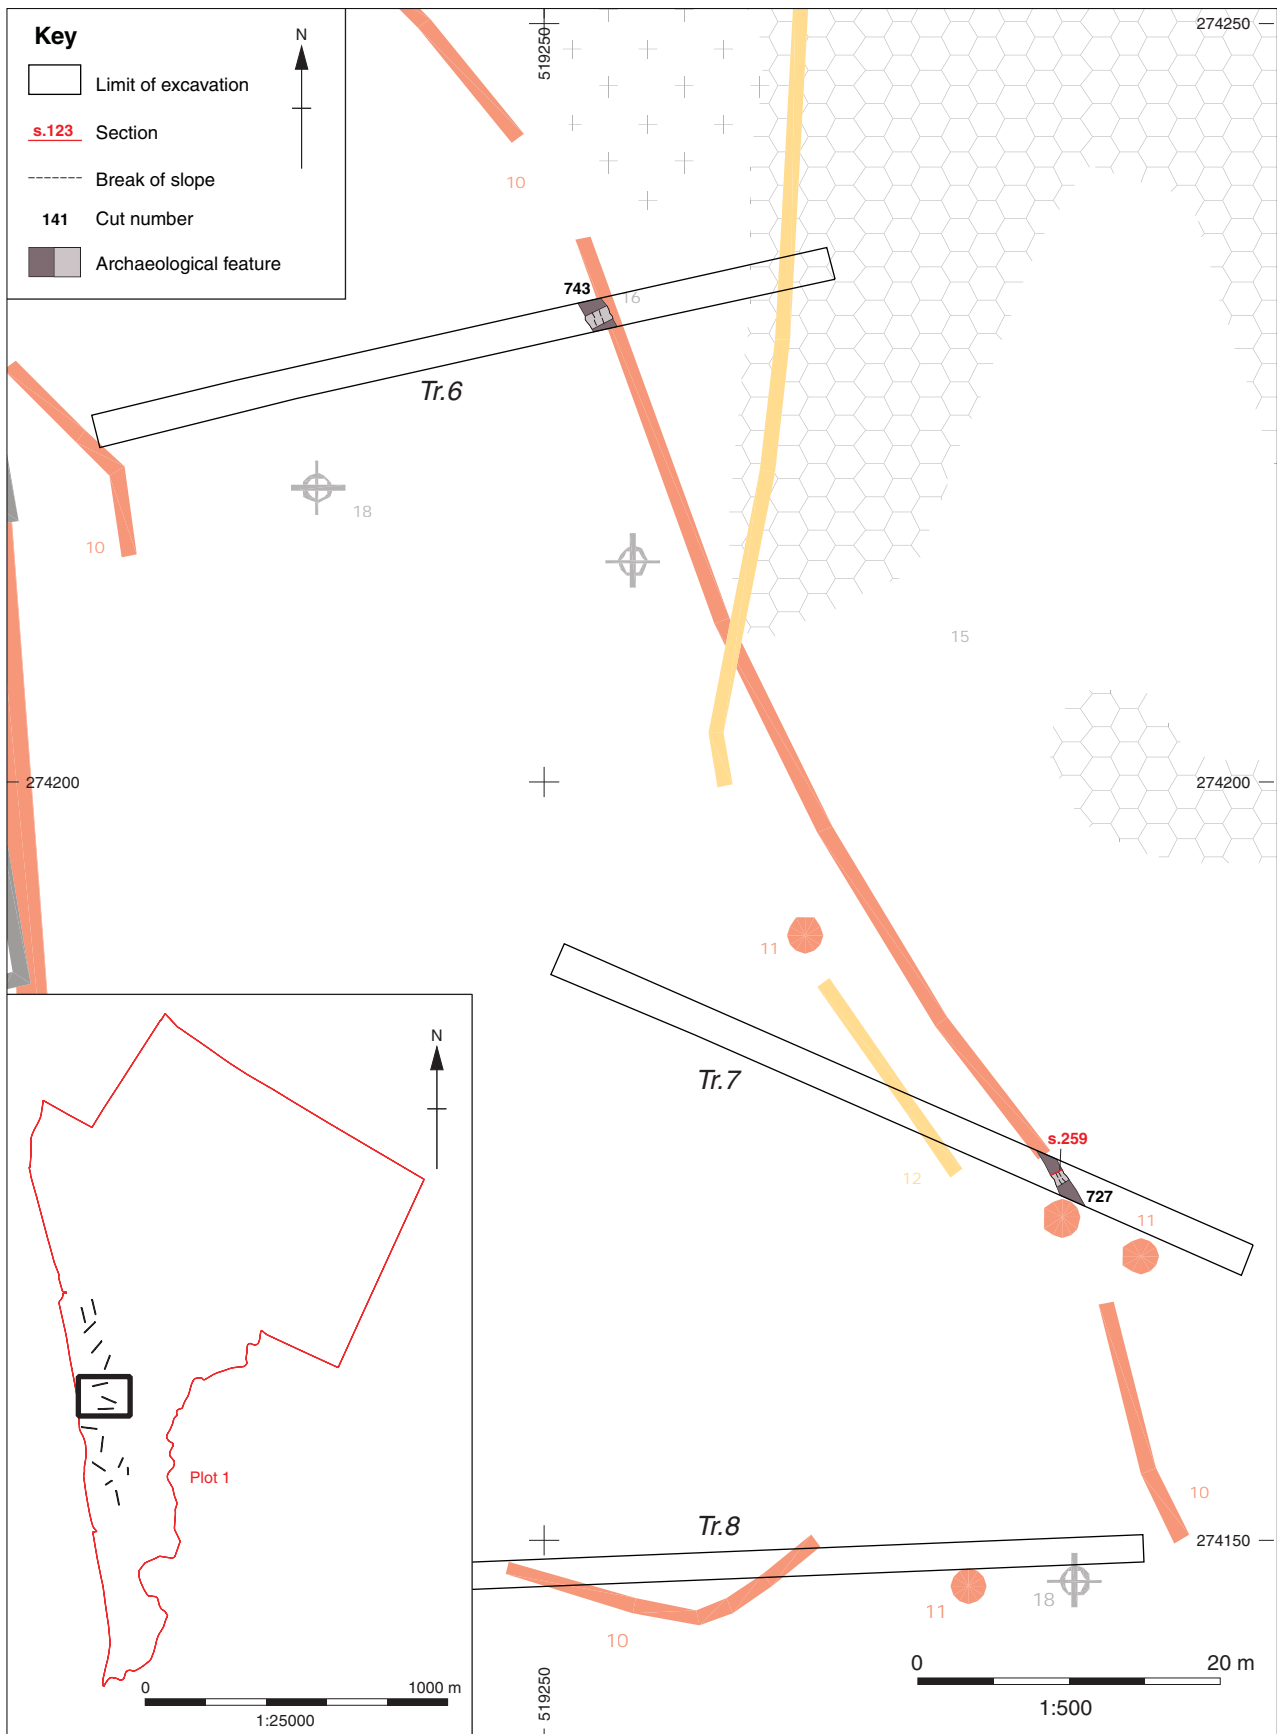 Key
N
Limit of excavation
s.123 Section
Break of slope
141 Cut number
Archaeological feature
519250
274250
10
743
16
Tr.6
18
10
15
274200
274200
11
Tr.7
s.259
12
727
11
N
Plot 1
10
Tr.8
274150
18
11
10
519250
0 1000 m
1:25000
0 20 m
1:500